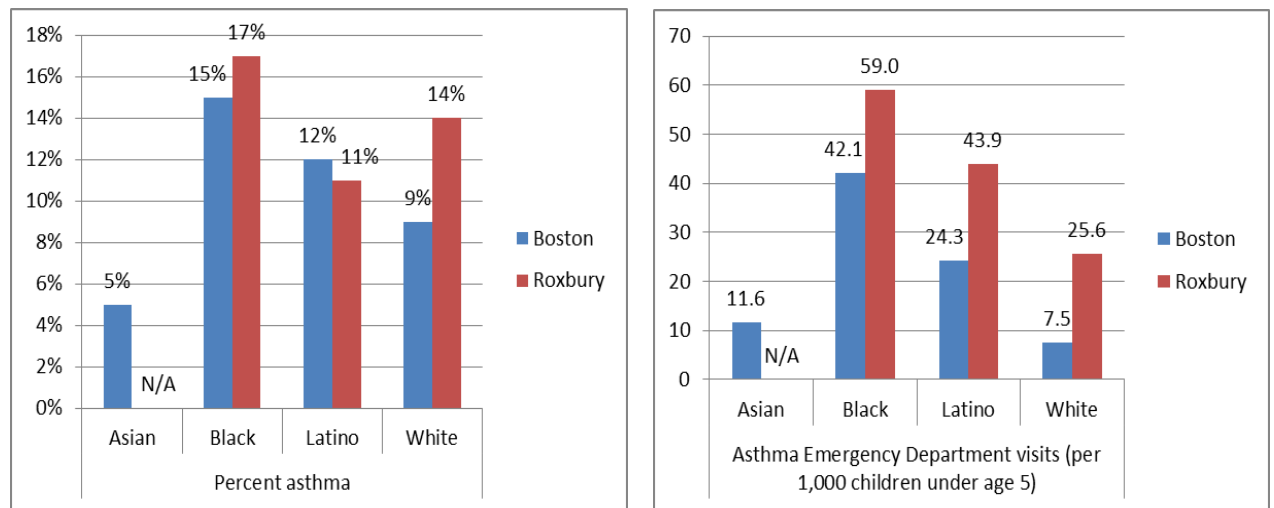 18%
16%
14%
12%
10%
8%
6%
4%
2%
0%
5%
N/A
15%
17%
12%
11%
9%
14%
Asian
Black
Latino
White
Percent asthma
Boston
Roxbury
70
60
50
40
30
20
10
0
11.6
N/A
42.1
59.0
24.3
43.9
7.5
25.6
Asian
Black
Latino
White
Asthma Emergency Department visits (per
1,000 children under age 5)
Boston
Roxbury